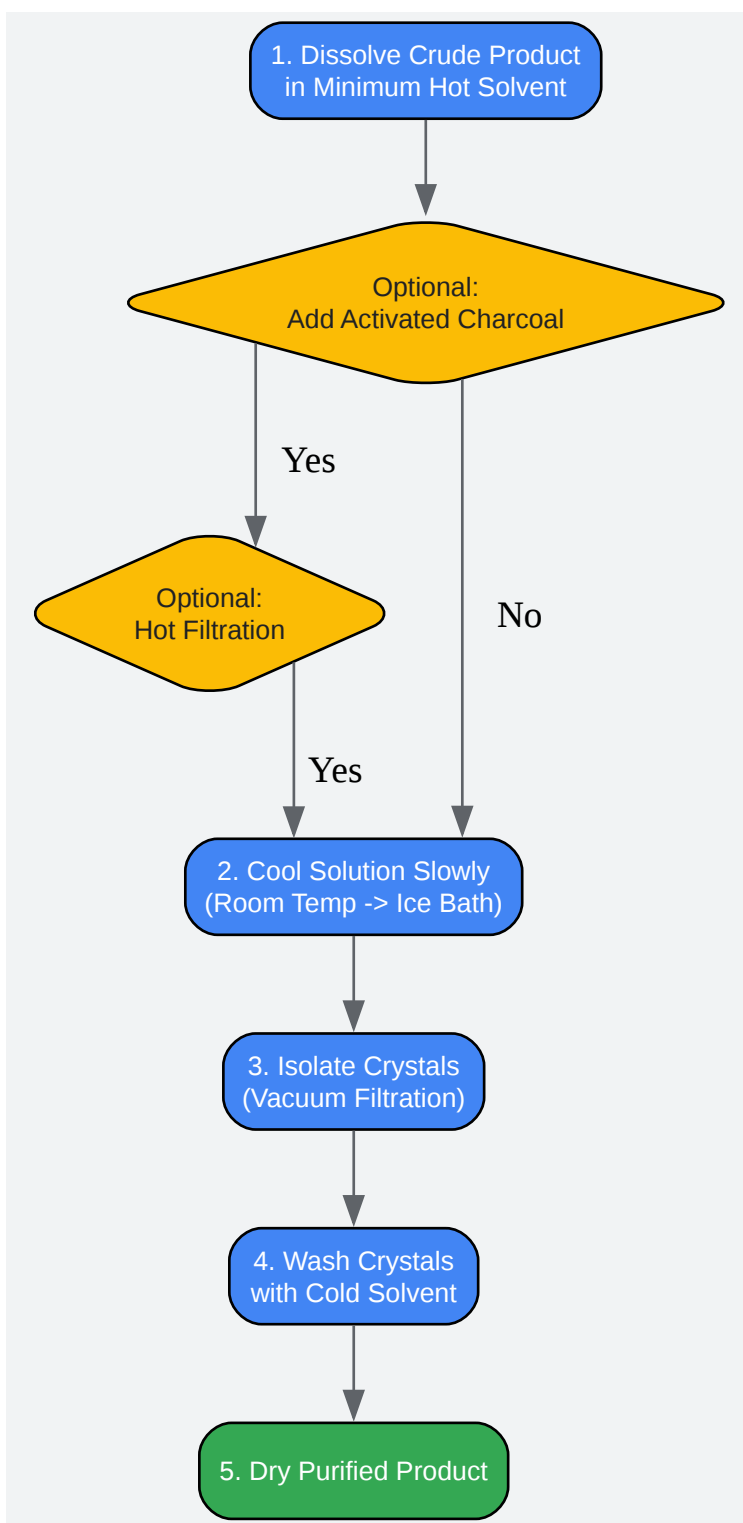 1. Dissolve Crude Product
in Minimum Hot Solvent
Optional:
Add Activated Charcoal
Yes
Optional:
Hot Filtration
No
Yes
2. Cool Solution Slowly
(Room Temp -> Ice Bath)
3. Isolate Crystals
(Vacuum Filtration)
4. Wash Crystals
with Cold Solvent
5. Dry Purified Product